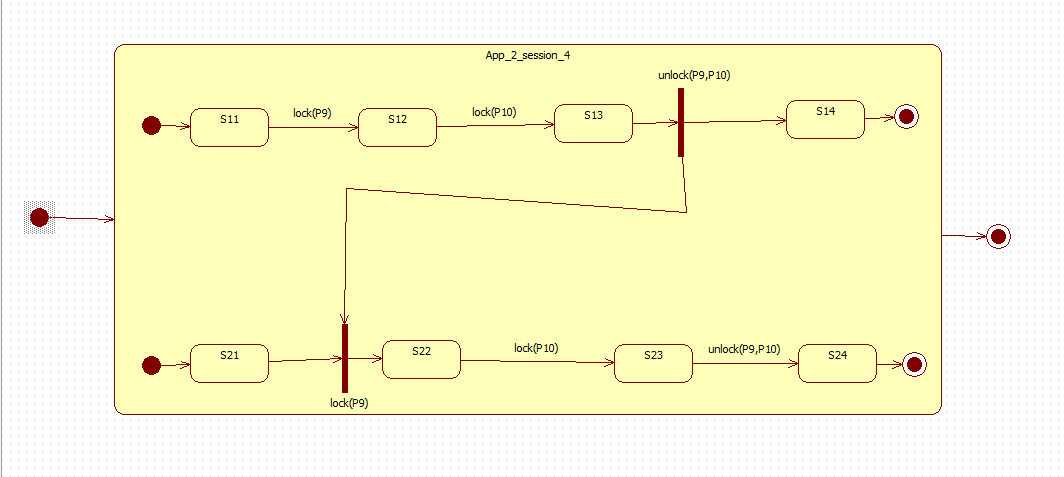 App_2_session_4
unlock(P9,P10)
S11
lock(P9)
S12
lock(P10)
S13
S14
S21
S22
lock(P10)
S23
unlock(P9,P10)
S24
lock(P9)